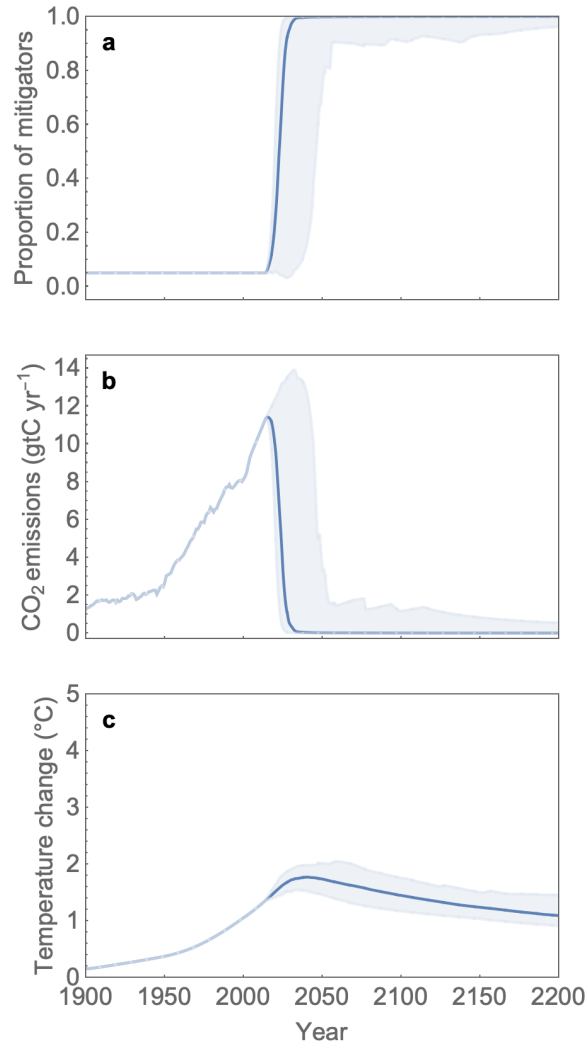 a
Proportion of mitigators
1.0
0.8
0.6
0.4
0.2
0.0
b
CO₂ emissions (gtC yr⁻¹)
14
12
10
8
6
4
2
0
c
Temperature change (°C)
5
4
3
2
1
0
1900 1950 2000 2050 2100 2150 2200
Year